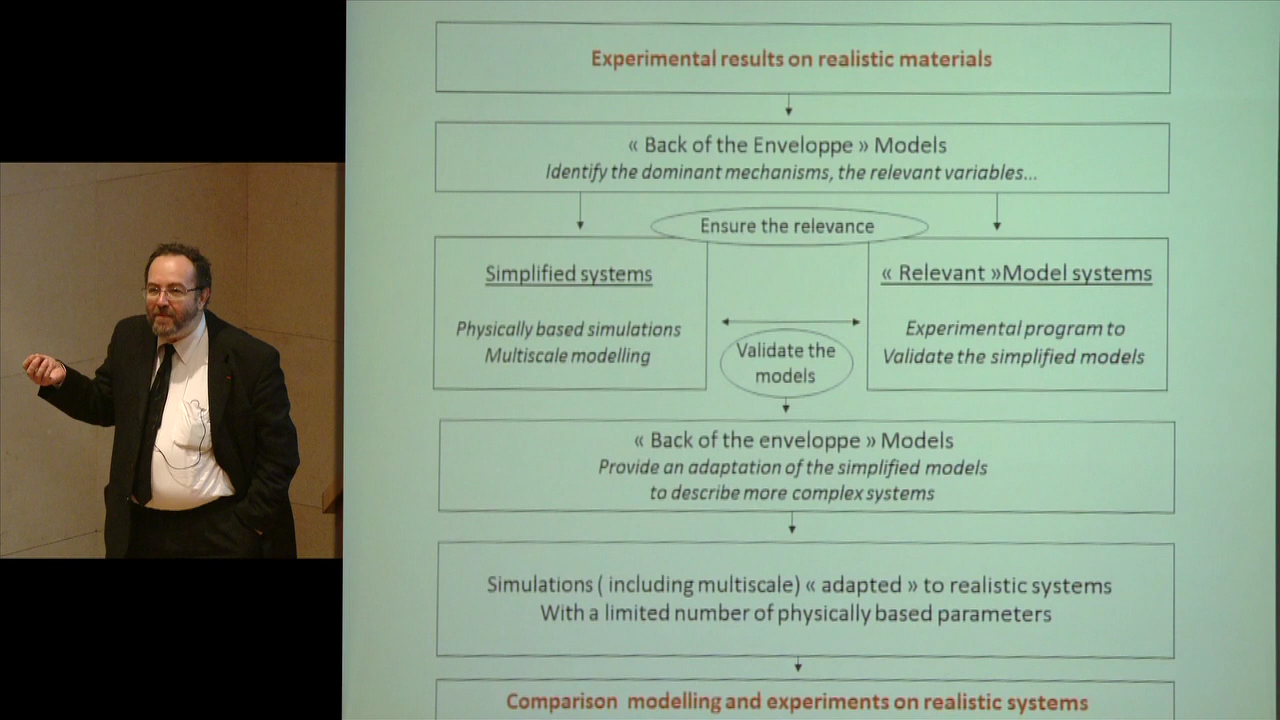 Experimental results on realistic materials
« Back of the Enveloppe » Models
Identify the dominant mechanisms, the relevant variables...
Ensure the relevance
Simplified systems
Physically based simulations
Multiscale modelling
« Relevant »Model systems
Experimental program to
Validate the simplified models
Validate the
models
« Back of the enveloppe » Models
Provide an adaptation of the simplified models
to describe more complex systems
Simulations ( including multiscale) « adapted » to realistic systems
With a limited number of physically based parameters
Comparison modelling and experiments on realistic systems